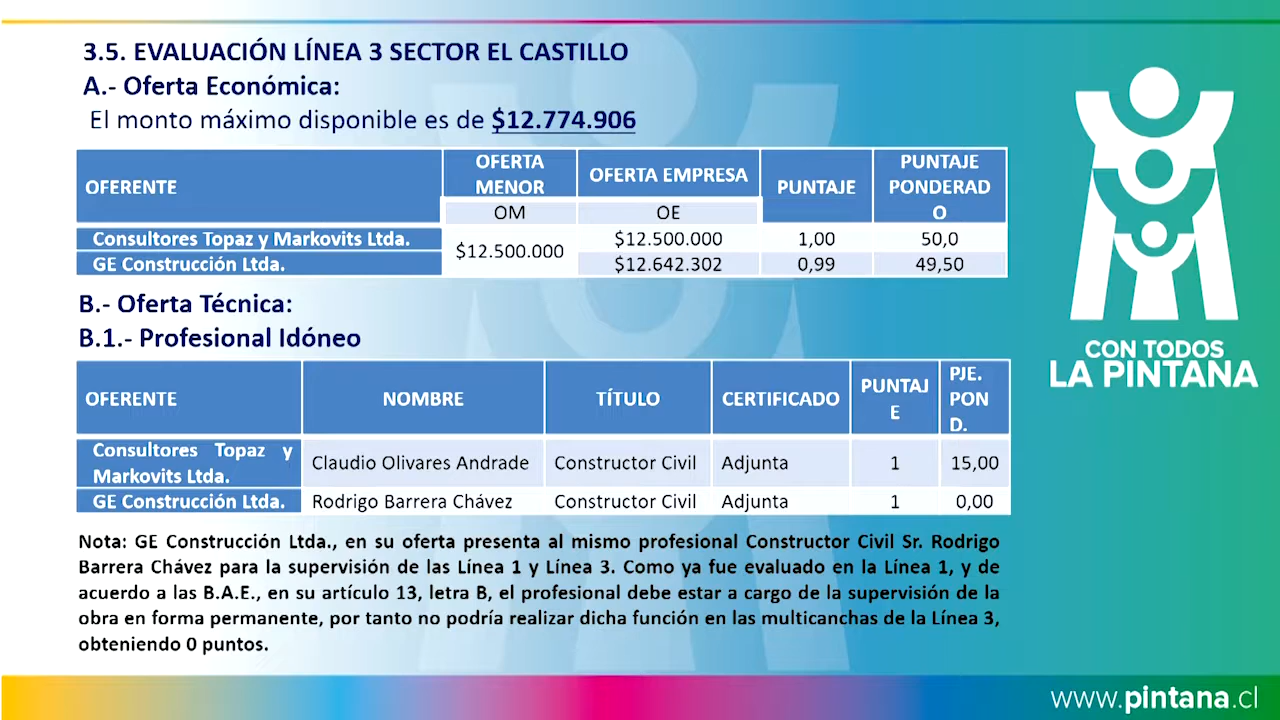 3.5. EVALUACIÓN LÍNEA 3 SECTOR EL CASTILLO
A.- Oferta Económica:
El monto máximo disponible es de $12.774.906
OFERENTE
OFERTA
MENOR
OFERTA EMPRESA
PUNTAJE
PUNTAJE
PONDERAD
O
OM
OE
Consultores Topaz y Markovits Ltda.
$12.500.000
$12.500.000
1,00
50,0
GE Construcción Ltda.
$12.642.302
0,99
49,50
B.- Oferta Técnica:
B.1.- Profesional Idóneo
OFERENTE
NOMBRE
TÍTULO
CERTIFICADO
PUNTAJ
E
PJE.
PON
D.
Consultores Topaz y
Markovits Ltda.
Claudio Olivares Andrade
Constructor Civil
Adjunta
1
15,00
GE Construcción Ltda.
Rodrigo Barrera Chávez
Constructor Civil
Adjunta
1
0,00
Nota: GE Construcción Ltda., en su oferta presenta al mismo profesional Constructor Civil Sr. Rodrigo
Barrera Chávez para la supervisión de las Línea 1 y Línea 3. Como ya fue evaluado en la Línea 1, y de
acuerdo a las B.A.E., en su artículo 13, letra B, el profesional debe estar a cargo de la supervisión de la
obra en forma permanente, por tanto no podría realizar dicha función en las multicanchas de la Línea 3,
obteniendo 0 puntos.
CON TODOS
LA PINTANA
www.pintana.cl